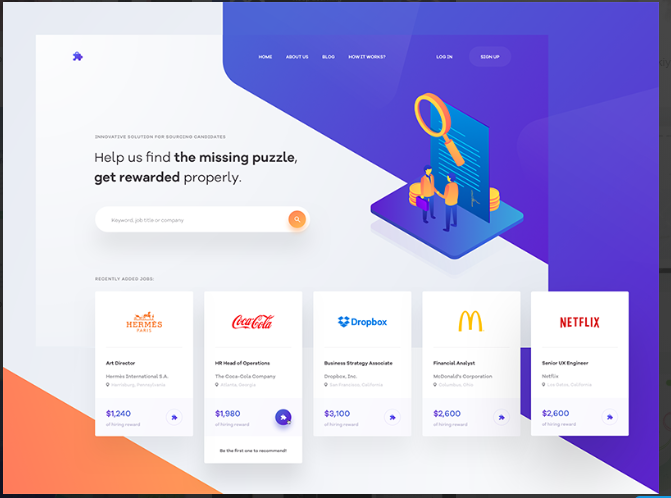 HOME
ABOUT US
BLOG
HOW IT WORKS?
LOG IN
SIGN UP
INNOVATIVE SOLUTION FOR SOURCING CANDIDATES
Help us find the missing puzzle,
get rewarded properly.
Keyword, job title or company
RECENTLY ADDED JOBS:
HERMÈS
PARIS
Art Director
Hermès International S.A.
Harrisburg, Pennsylvania
$1,240
of hiring reward
Coca-Cola
HR Head of Operations
The Coca-Cola Company
Atlanta, Georgia
$1,980
of hiring reward
Be the first one to recommend!
Dropbox
Business Strategy Associate
Dropbox, Inc.
San Francisco, California
$3,100
of hiring reward
Financial Analyst
McDonald's Corporation
Columbus, Ohio
$2,600
of hiring reward
NETFLIX
Senior UX Engineer
Netflix
Los Gatos, California
$2,600
of hiring reward